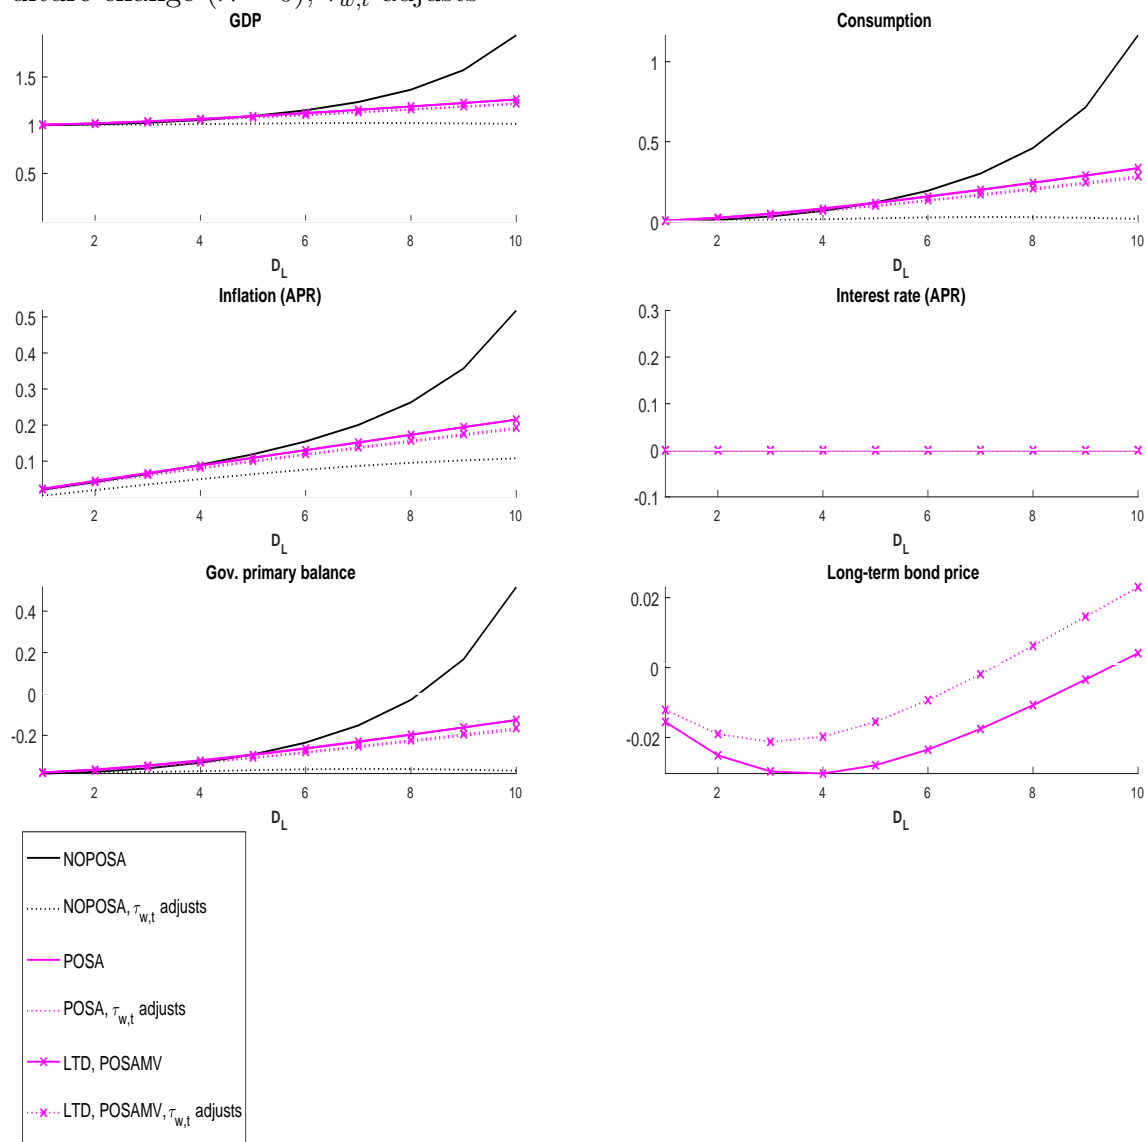 GDP
Consumption
1.5
1
0.5
2 4 6 8 10
D_L
1
0.5
0
2 4 6 8 10
D_L
Inflation (APR)
Interest rate (APR)
0.5
0.4
0.3
0.2
0.1
2 4 6 8 10
D_L
0.3
0.2
0.1
0
-0.1
2 4 6 8 10
D_L
Gov. primary balance
Long-term bond price
0.4
0.2
0
-0.2
2 4 6 8 10
D_L
0.02
0
-0.02
2 4 6 8 10
D_L
NOPOSA
NOPOSA, τ_w,t adjusts
POSA
POSA, τ_w,t adjusts
LTD, POSAMV
LTD, POSAMV, τ_w,t adjusts